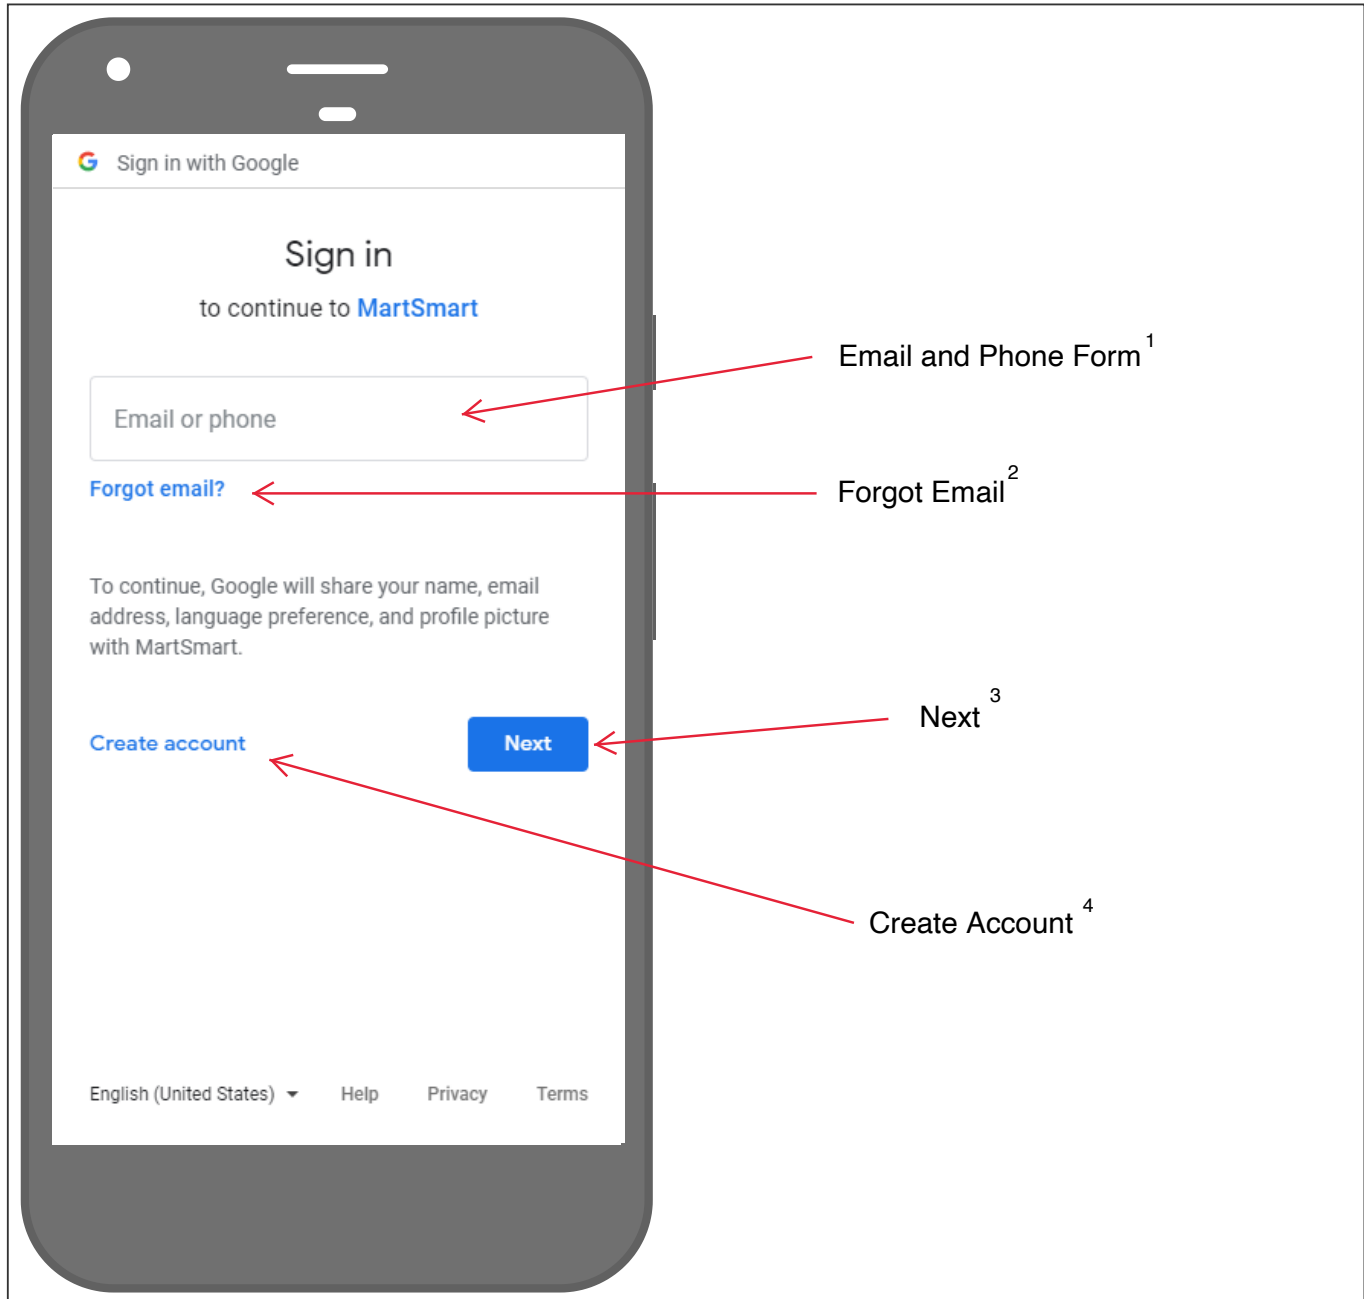 Sign in with Google
Sign in
to continue to MartSmart
Email or phone
Forgot email?
To continue, Google will share your name, email
address, language preference, and profile picture
with MartSmart.
Create account
Next
English (United States)
Help
Privacy
Terms
Email and Phone Form 1
Forgot Email 2
Next 3
Create Account 4